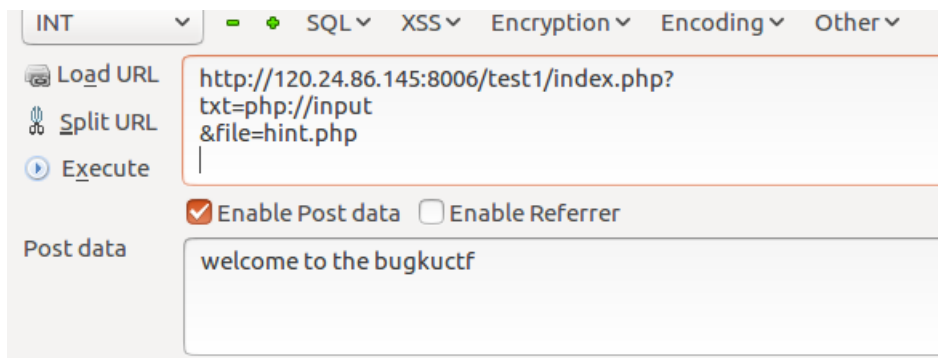 INT SQL XSS Encryption Encoding Other
Load URL
Split URL
Execute
http://120.24.86.145:8006/test1/index.php?
txt=php://input
&file=hint.php
Enable Post data Enable Referrer
Post data
welcome to the bugkuctf